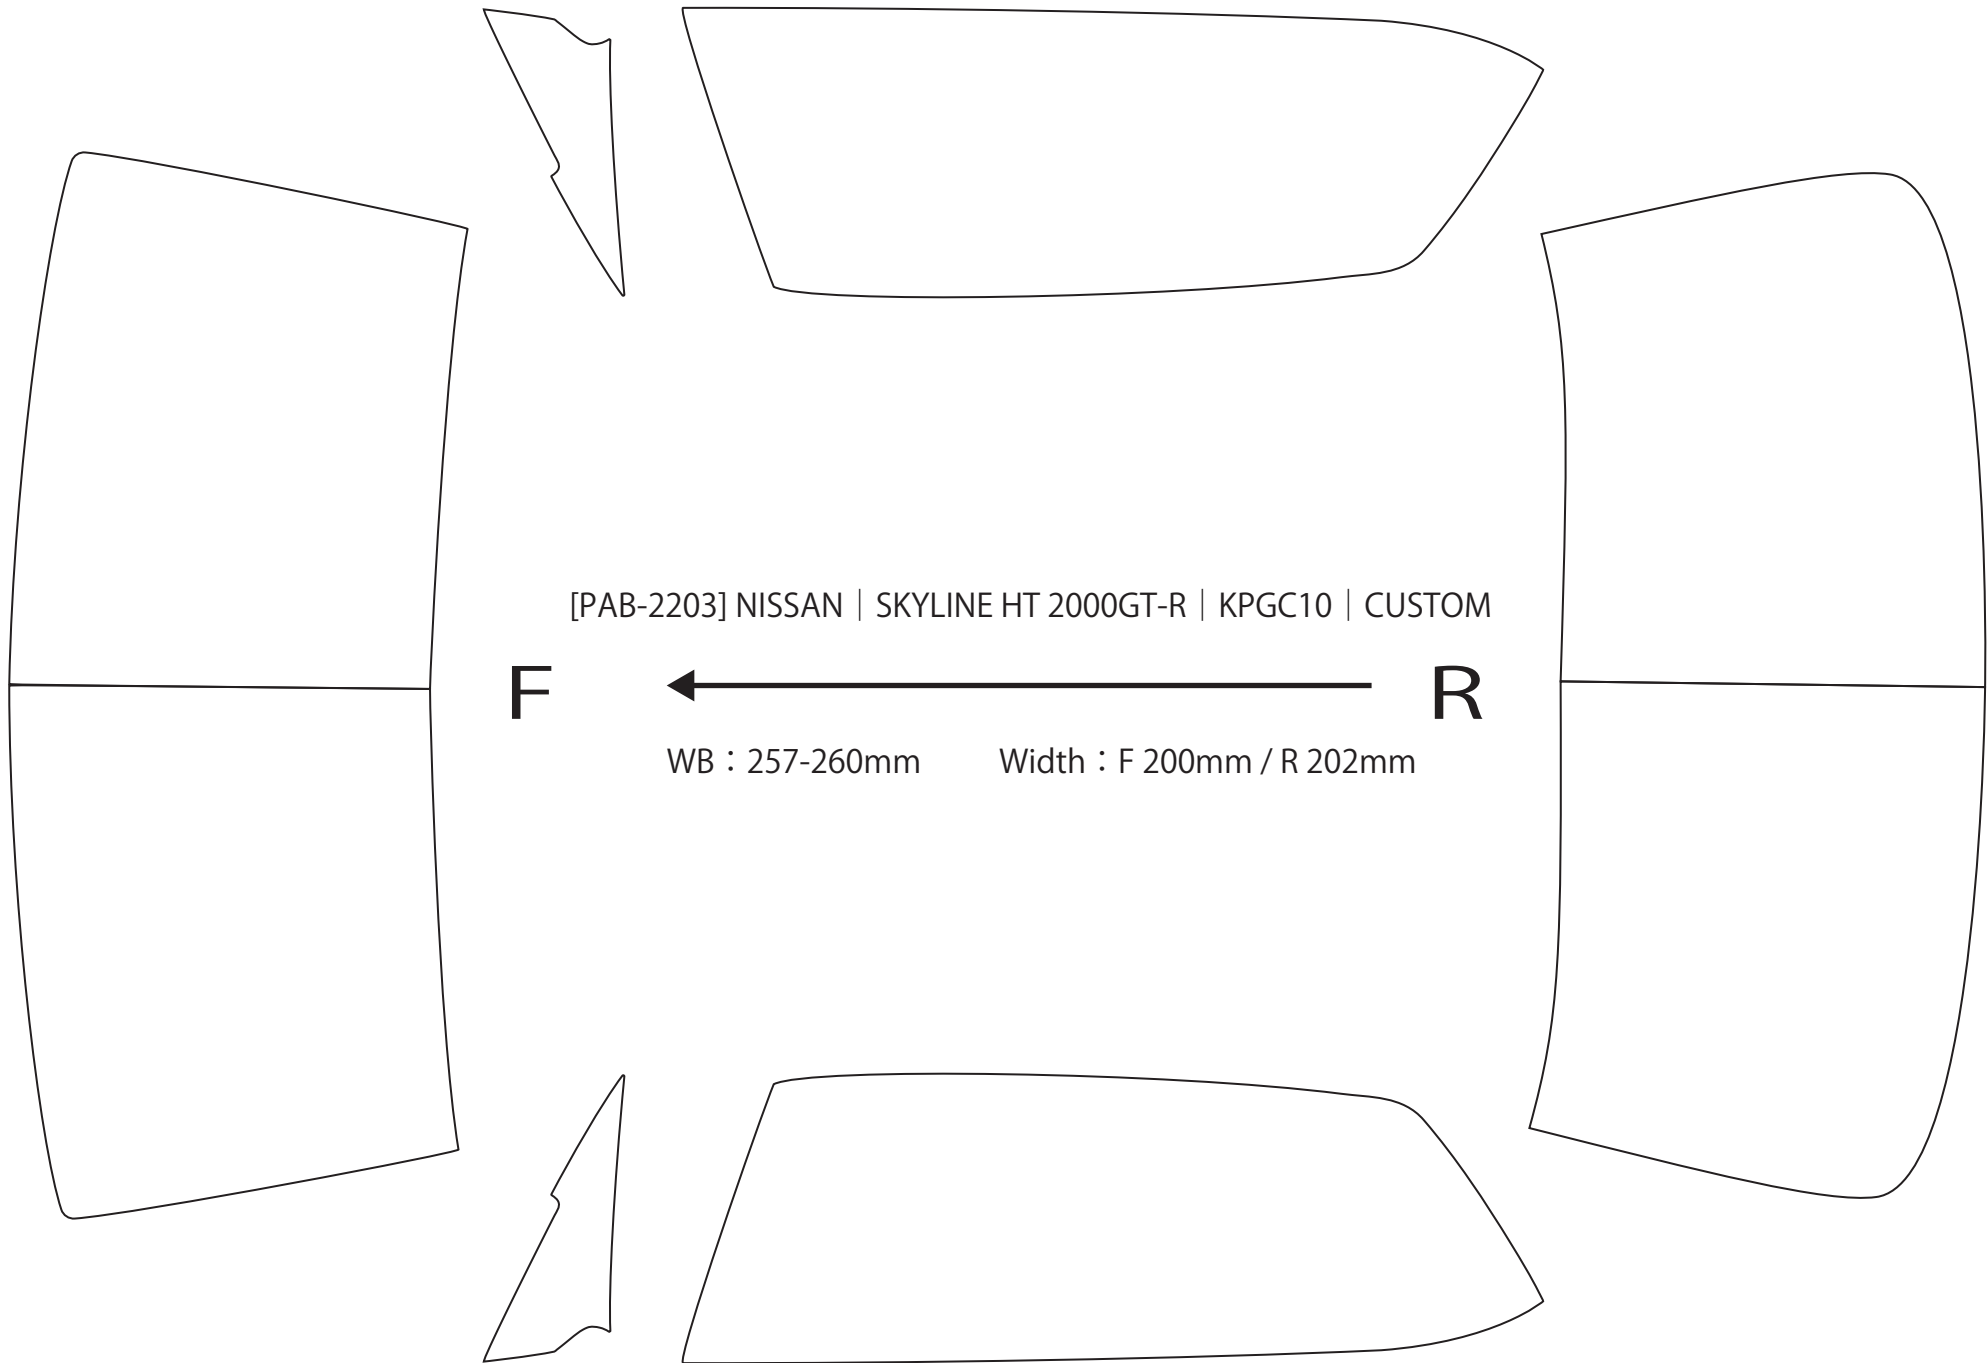 [PAB-2203] NISSAN｜SKYLINE HT 2000GT-R｜KPGC10｜CUSTOM
F R
WB：257-260mm Width：F 200mm / R 202mm